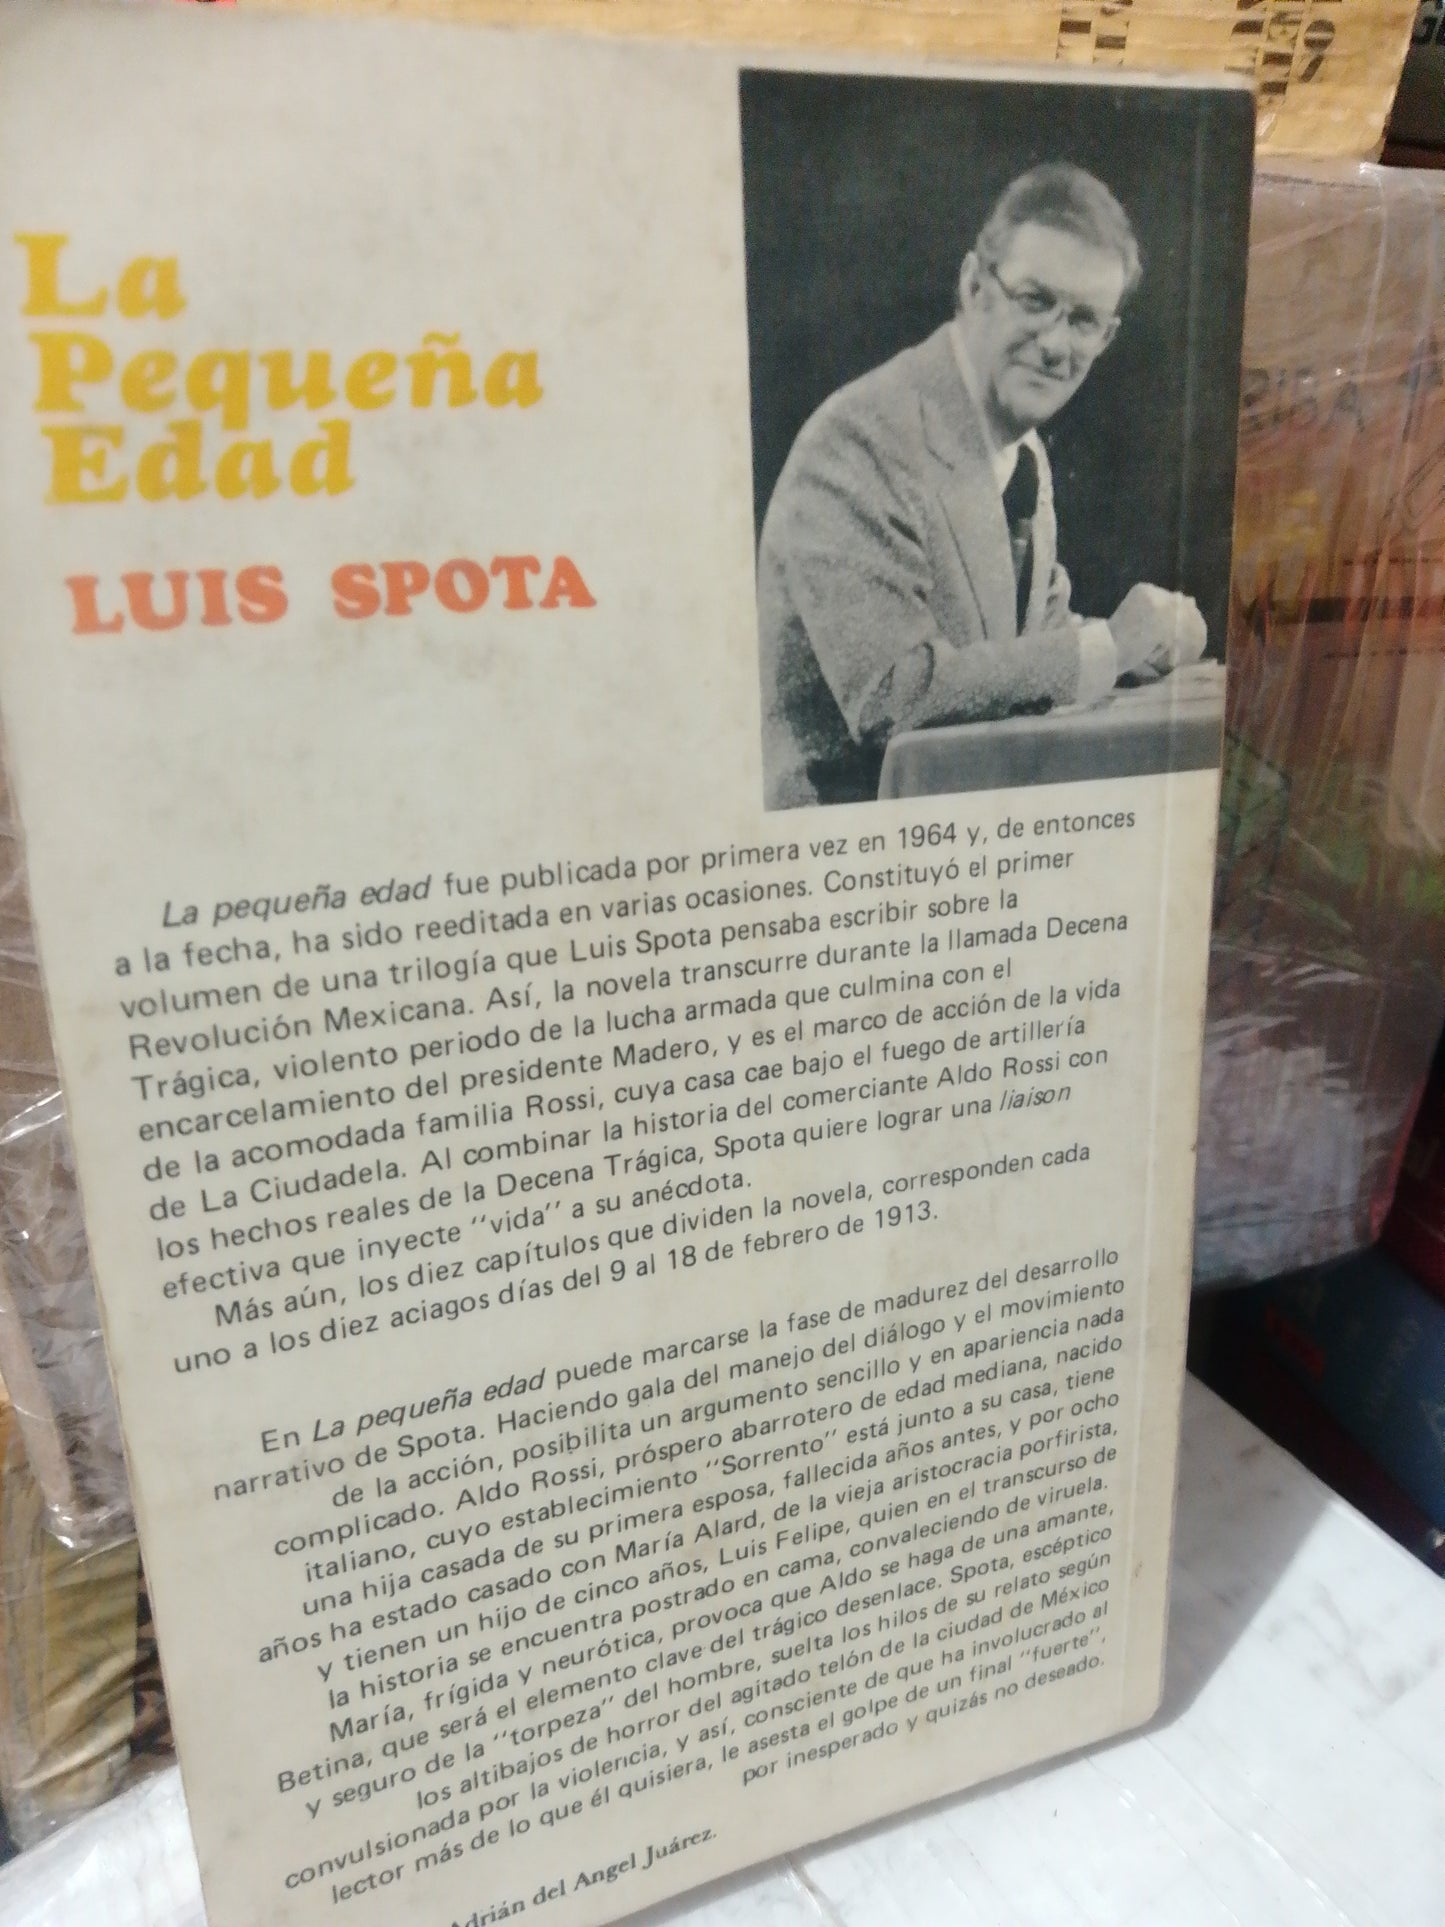 La
Pequeña
Edad
LUIS SPOTA
La pequeña edad fue publicada por primera vez en 1964 y, de entonces
a la fecha, ha sido reeditada en varias ocasiones. Constituyó el primer
volumen de una trilogía que Luis Spota pensaba escribir sobre la
Revolución Mexicana. Así, la novela transcurre durante la llamada Decena
Trágica, violento periodo de la lucha armada que culmina con el
encarcelamiento del presidente Madero, y es el marco de acción de la vida
de la acomodada familia Rossi, cuya casa cae bajo el fuego de artillería
de La Ciudadela. Al combinar la historia del comerciante Aldo Rossi con
los hechos reales de la Decena Trágica, Spota quiere lograr una liaison
efectiva que inyecte "vida" a su anécdota.
Más aún, los diez capítulos que dividen la novela, corresponden cada
uno a los diez aciagos días del 9 al 18 de febrero de 1913.
En La pequeña edad puede marcarse la fase de madurez del desarrollo
narrativo de Spota. Haciendo gala del manejo del diálogo y el movimiento
de la acción, posibilita un argumento sencillo y en apariencia nada
complicado. Aldo Rossi, próspero abarrotero de edad mediana, nacido
italiano, cuyo establecimiento "Sorrento" está junto a su casa, tiene
una hija casada de su primera esposa, fallecida años antes, y por ocho
años ha estado casado con María Alard, de la vieja aristocracia porfirista,
y tienen un hijo de cinco años, Luis Felipe, quien en el transcurso de
la historia se encuentra postrado en cama, convaleciendo de viruela.
María, frígida y neurótica, provoca que Aldo se haga de una amante,
Betina, que será el elemento clave del trágico desenlace. Spota, escéptico
y seguro de la "torpeza" del hombre, suelta los hilos de su relato según
los altibajos de horror del agitado telón de la ciudad de México
convulsionada por la violencia, y así, consciente de que ha involucrado al
lector más de lo que él quisiera, le asesta el golpe de un final "fuerte",
por inesperado y quizás no deseado.
Adrián del Angel Juárez.